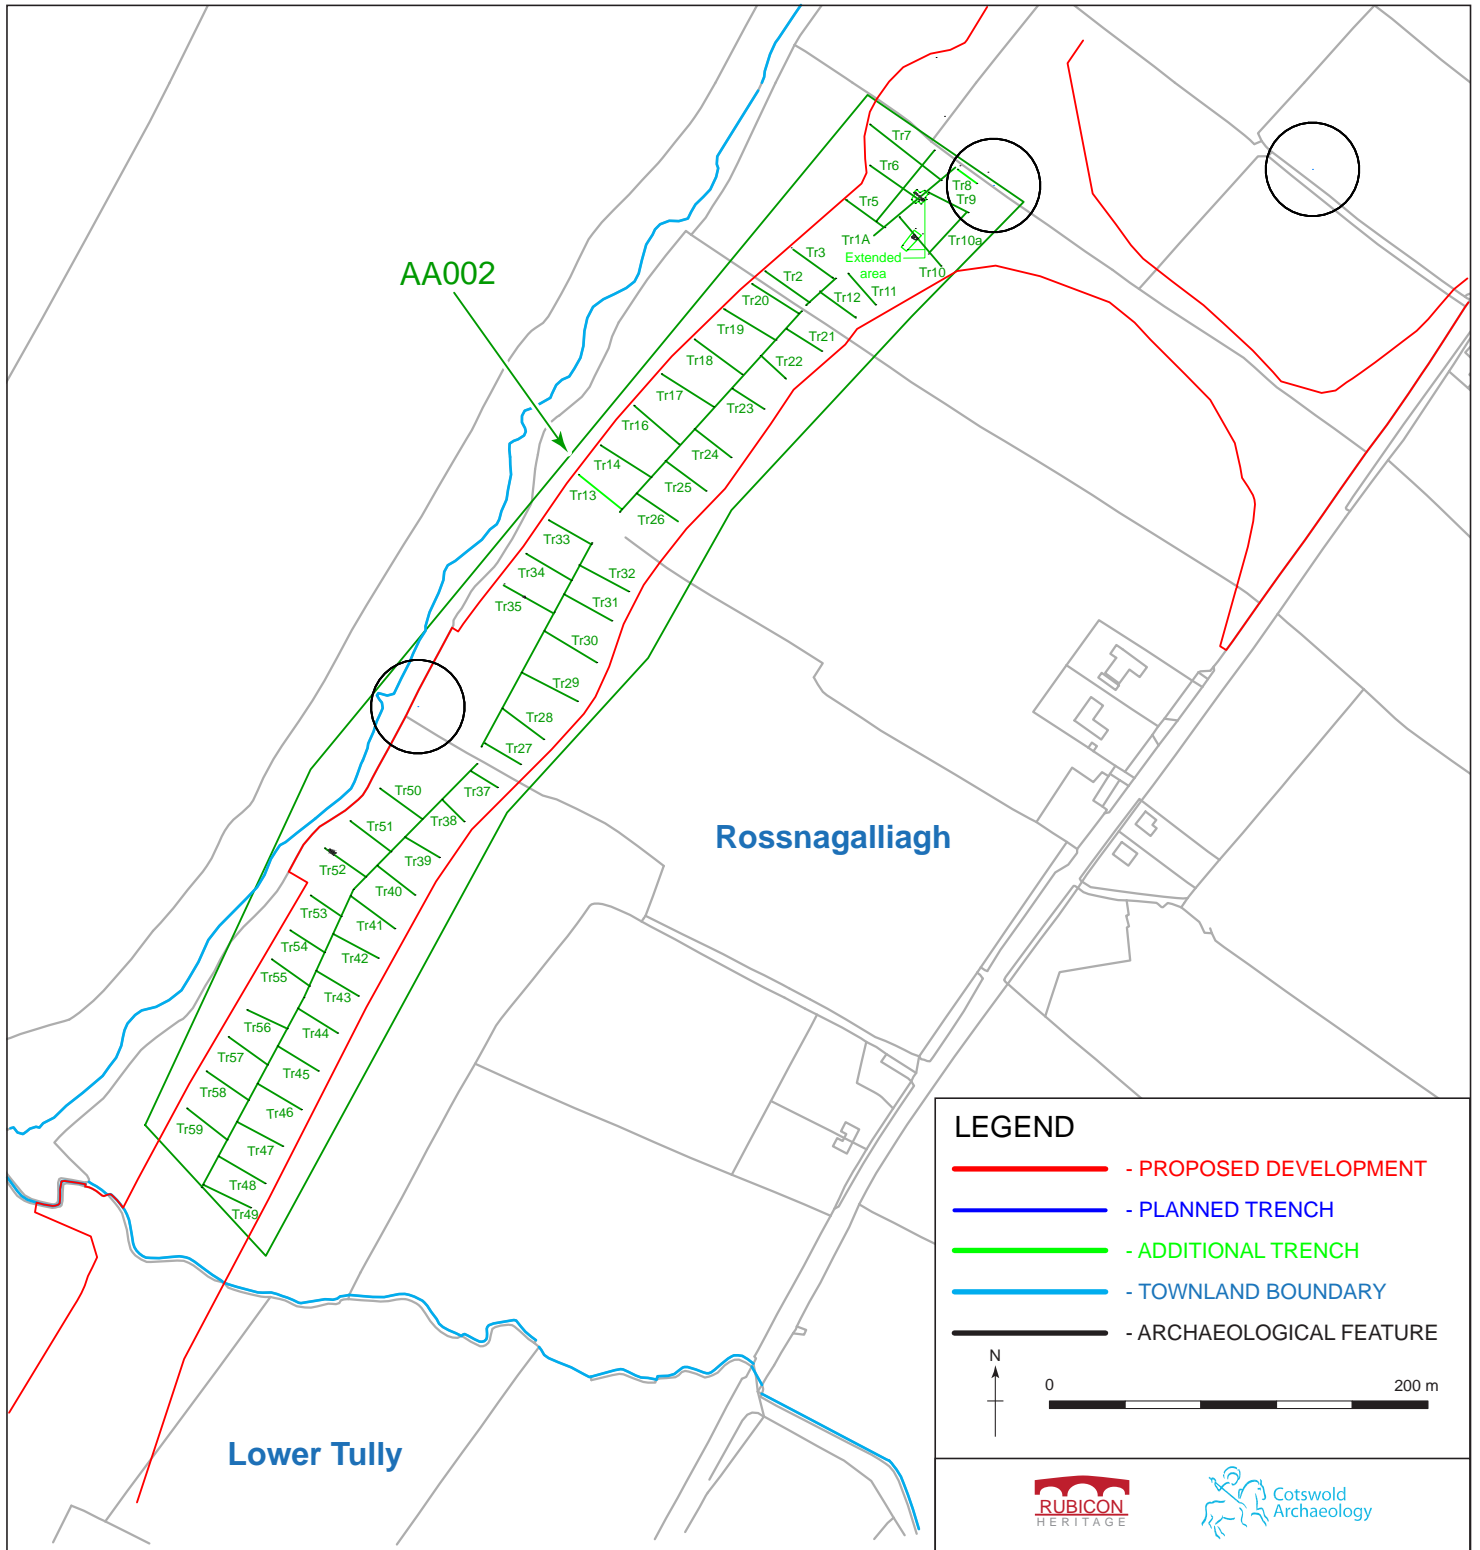 Tr7
Tr6
Tr8
Tr9
Tr5
Tr1A
Tr10a
Extended
area
Tr10
Tr3
Tr2
Tr11
Tr12
Tr20
Tr19
Tr21
Tr18
Tr22
Tr17
Tr23
Tr16
Tr24
Tr14
Tr25
Tr13
Tr26
AA002
Tr33
Tr32
Tr34
Tr31
Tr35
Tr30
Tr29
Tr28
Tr27
Tr37
Tr50
Tr38
Tr51
Tr39
Tr52
Tr40
Tr53
Tr41
Tr54
Tr42
Tr55
Tr43
Tr56
Tr44
Tr57
Tr45
Tr58
Tr46
Tr59
Tr47
Tr48
Tr49
Rossnagalliagh
Lower Tully
LEGEND
- PROPOSED DEVELOPMENT
- PLANNED TRENCH
- ADDITIONAL TRENCH
- TOWNLAND BOUNDARY
- ARCHAEOLOGICAL FEATURE
N
0 200 m
RUBICON
HERITAGE
Cotswold
Archaeology